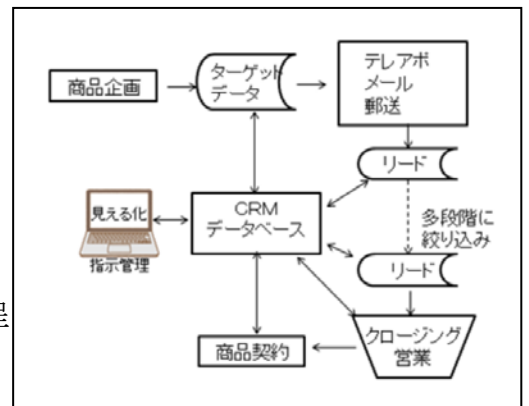 商品企画
ターゲット
データ
テレアポ
メール
郵送
リード
見える化
指示管理
CRM
データベース
多段階に
絞り込み
リード
商品契約
クロージング
営業